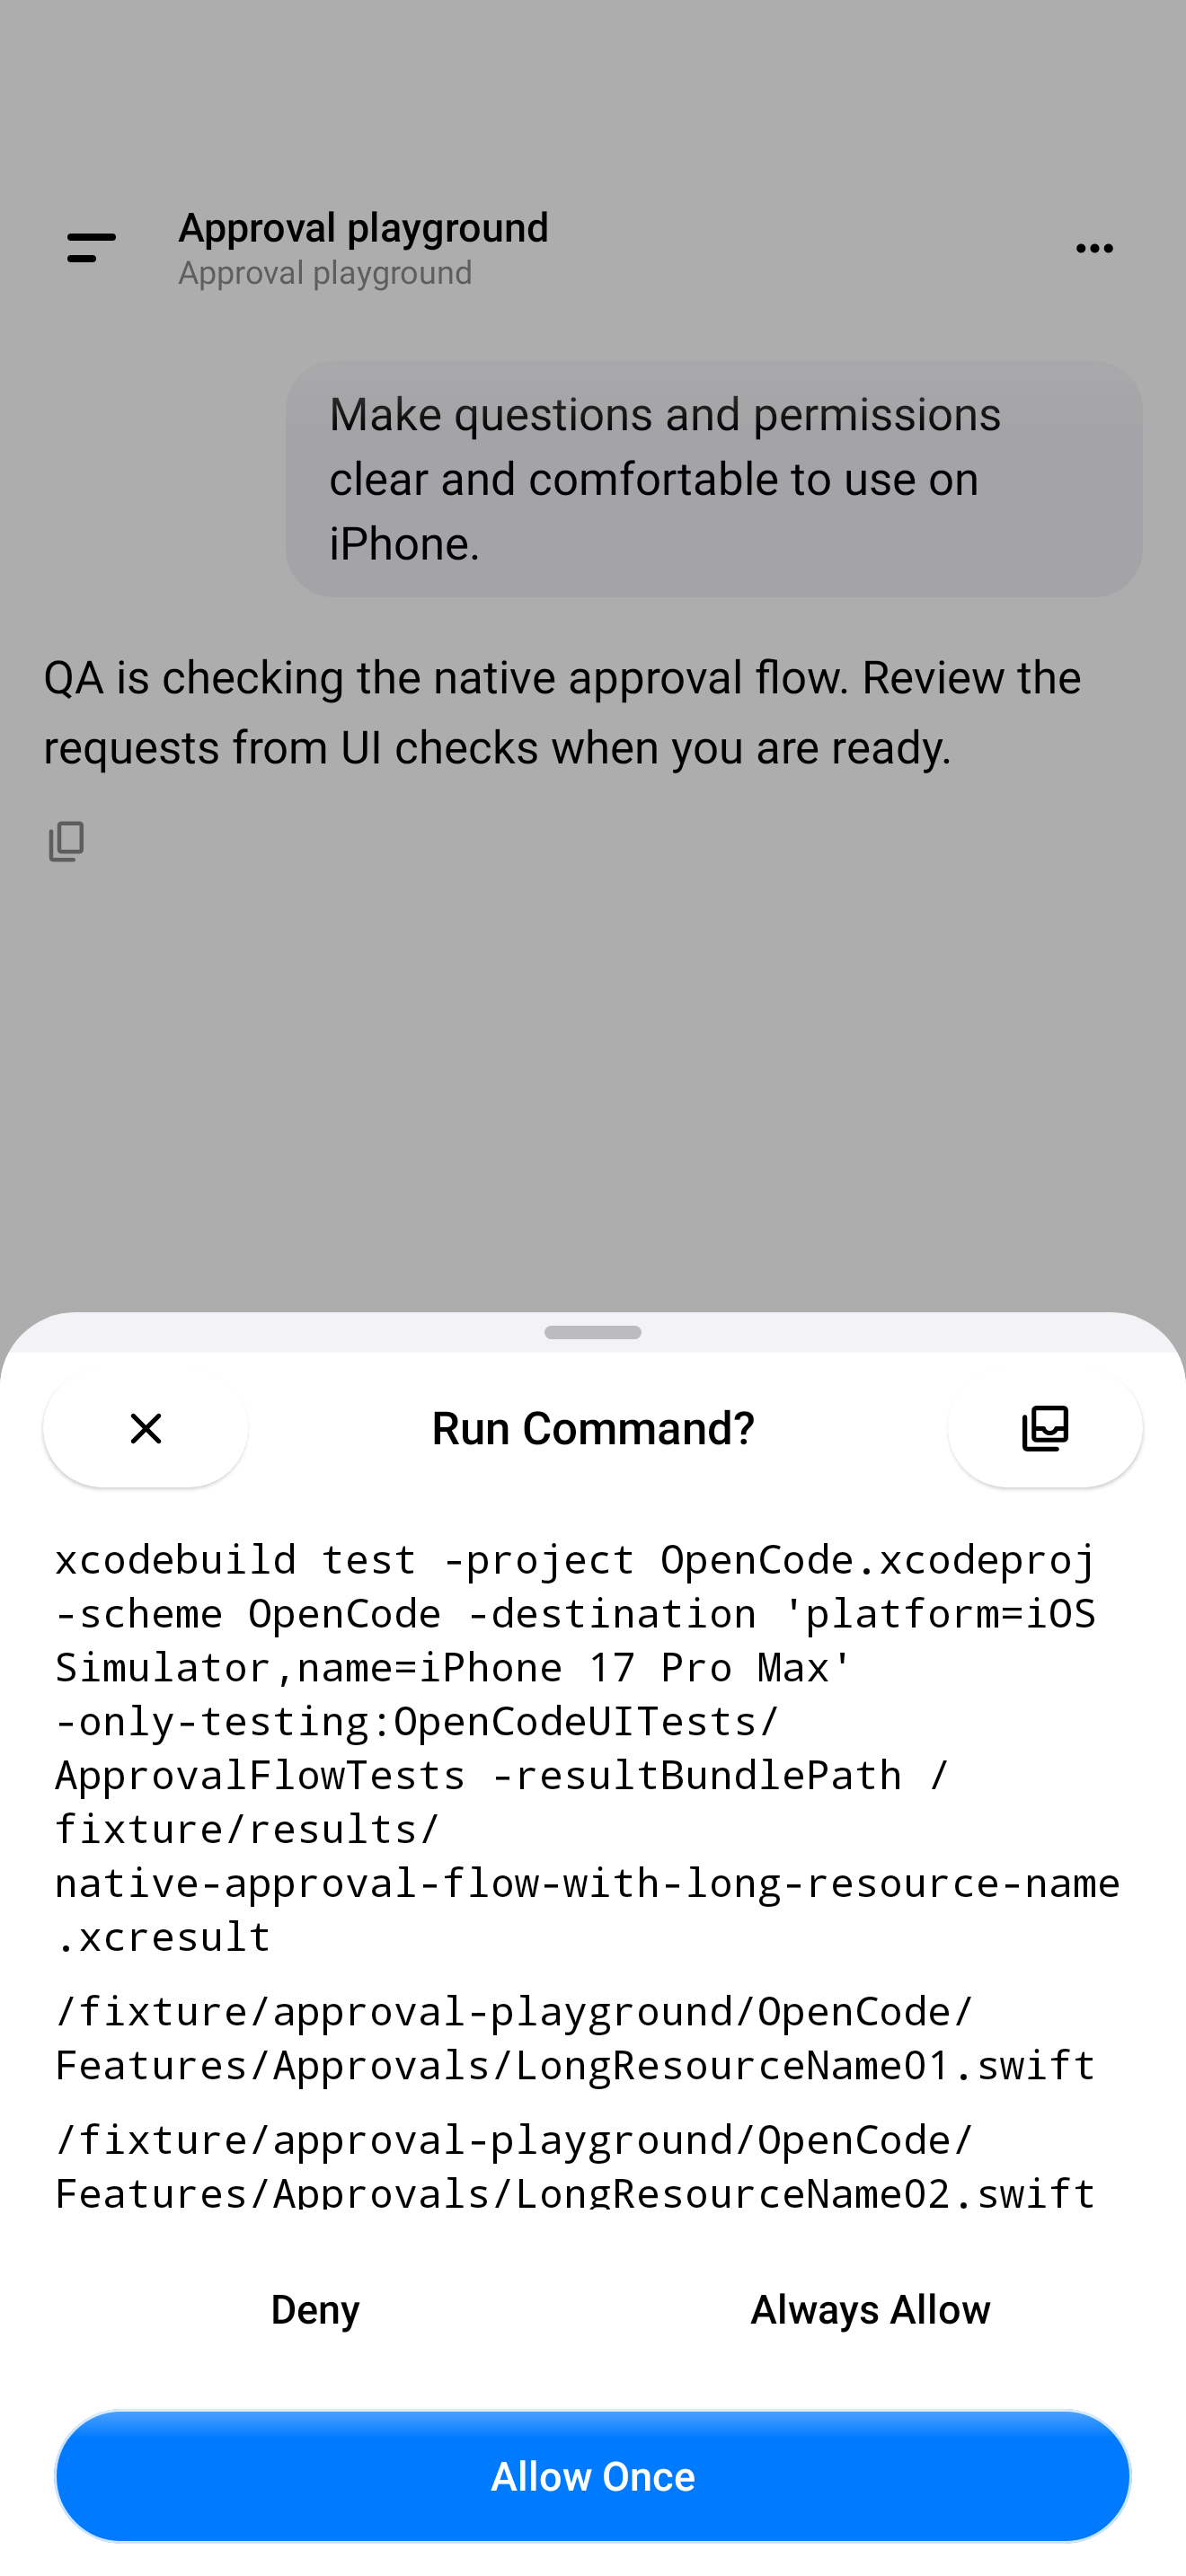 Approval playground
Approval playground
Make questions and permissions
clear and comfortable to use on
iPhone.
QA is checking the native approval flow. Review the
requests from UI checks when you are ready.
Run Command?
xcodebuild test -project OpenCode.xcodeproj
-scheme OpenCode -destination 'platform=iOS
Simulator,name=iPhone 17 Pro Max'
-only-testing:OpenCodeUITests/
ApprovalFlowTests -resultBundlePath /
fixture/results/
native-approval-flow-with-long-resource-name
.xcresult
/fixture/approval-playground/OpenCode/
Features/Approvals/LongResourceName01.swift
/fixture/approval-playground/OpenCode/
Features/Approvals/LongResourceName02.swift
Deny
Always Allow
Allow Once